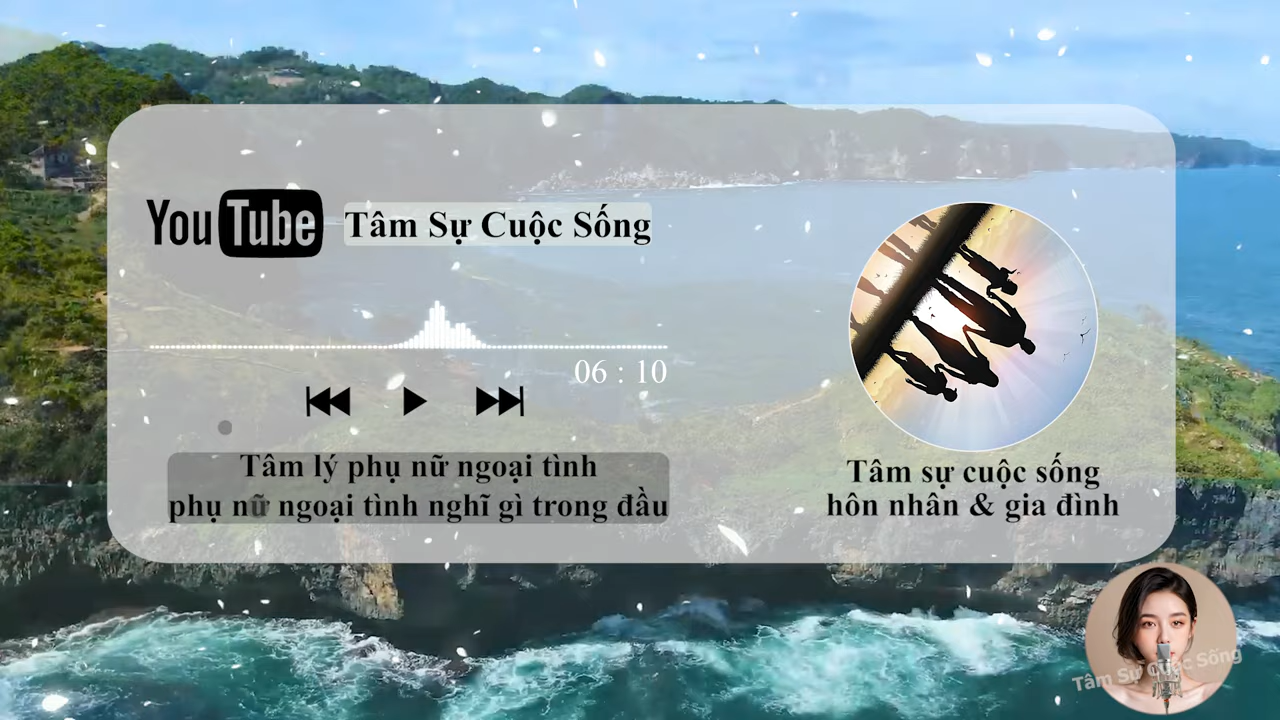 YouTube Tâm Sự Cuộc Sống
06 : 10
Tâm lý phụ nữ ngoại tình
phụ nữ ngoại tình nghĩ gì trong đầu
Tâm sự cuộc sống
hôn nhân & gia đình
Tâm Sự Cuộc Sống